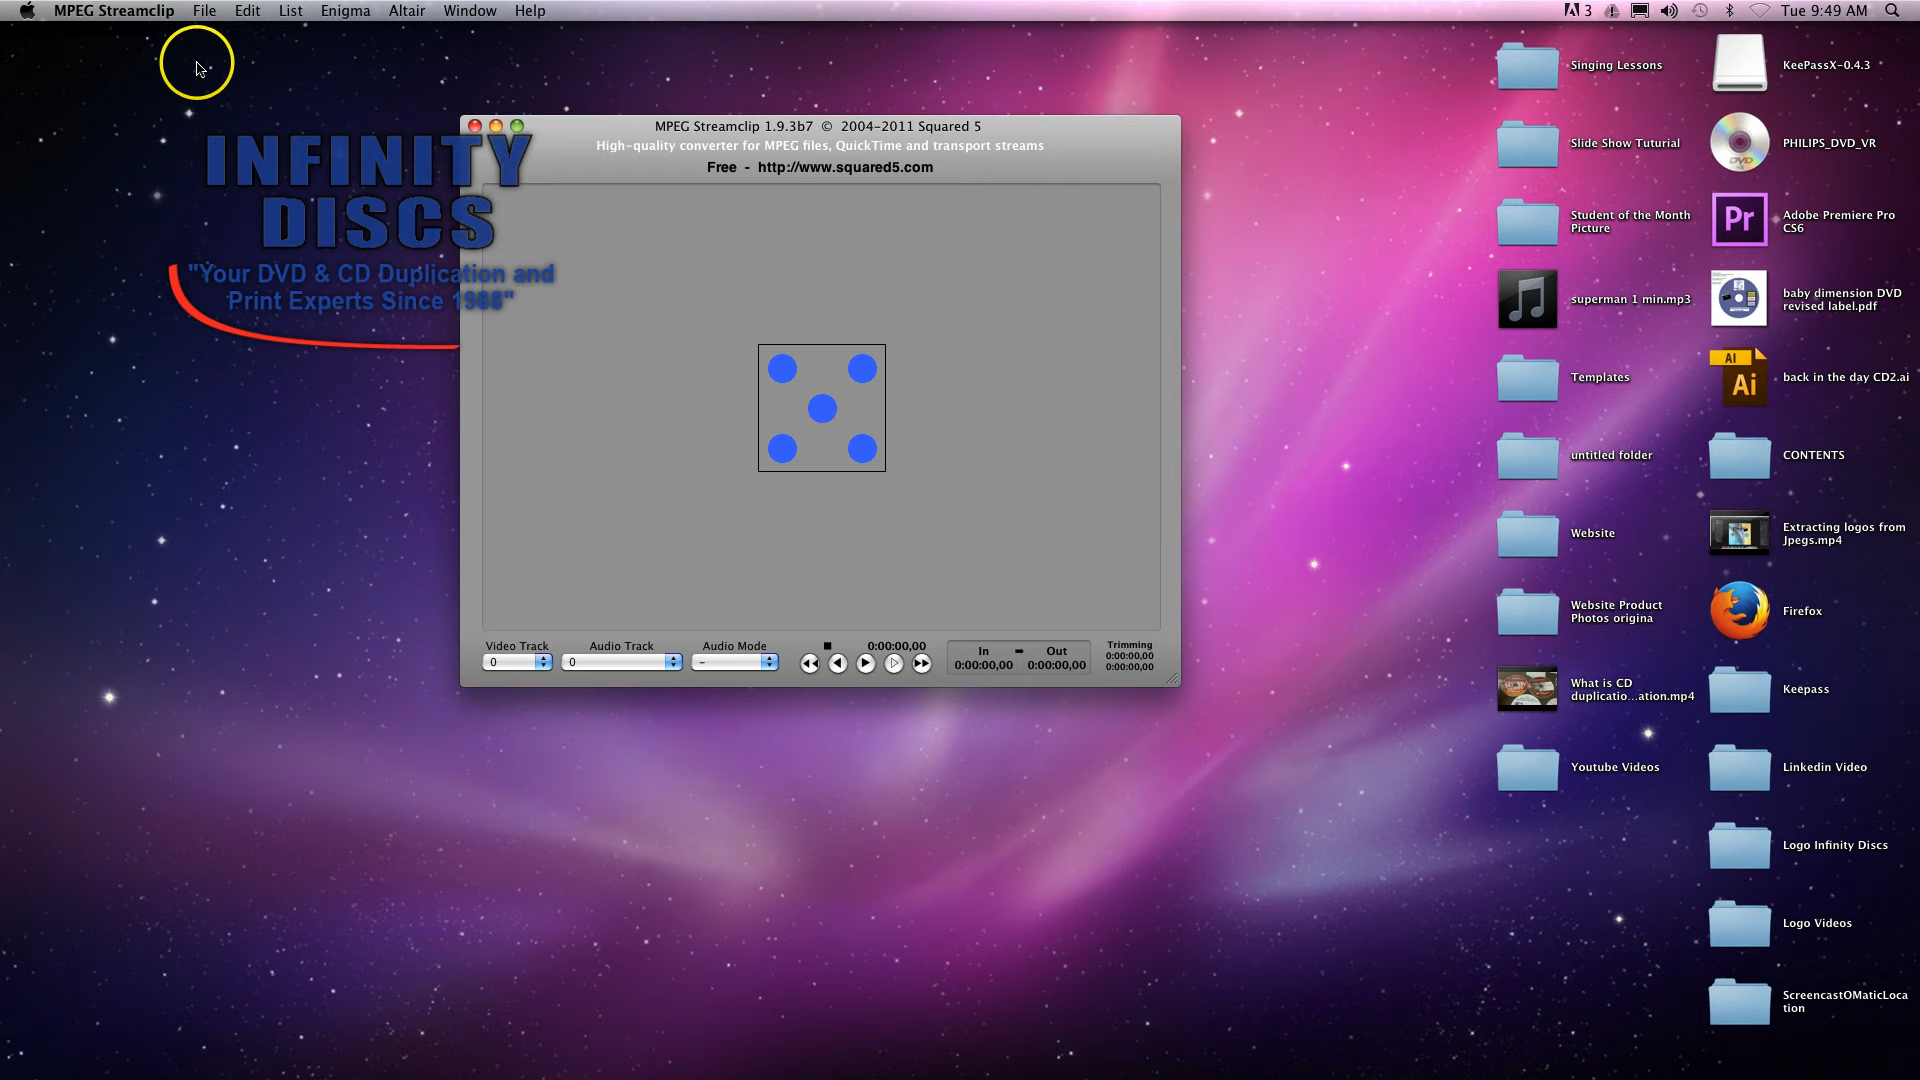 MPEG Streamclip File Edit List Enigma Altair Window Help
3 Tue 9:49 AM
INFINITY
DISCS
"Your DVD & CD Duplication and
Print Experts Since 1988"
MPEG Streamclip 1.9.3b7 © 2004-2011 Squared 5
High-quality converter for MPEG files, QuickTime and transport streams
Free - http://www.squared5.com
Video Track Audio Track Audio Mode 0:00:00,00
0 0 -
In Out
0:00:00,00 0:00:00,00
Trimming
0:00:00,00
0:00:00,00
Singing Lessons
Slide Show Tuturial
Student of the Month
Picture
superman 1 min.mp3
Templates
untitled folder
Website
Website Product
Photos origina
What is CD
duplicatio...ation.mp4
Youtube Videos
KeePassX-0.4.3
DVD
PHILIPS_DVD_VR
Pr
Adobe Premiere Pro
CS6
baby dimension DVD
revised label.pdf
AI
Ai
back in the day CD2.ai
CONTENTS
Extracting logos from
Jpegs.mp4
Firefox
Keepass
Linkedin Video
Logo Infinity Discs
Logo Videos
ScreencastOMaticLoca
tion